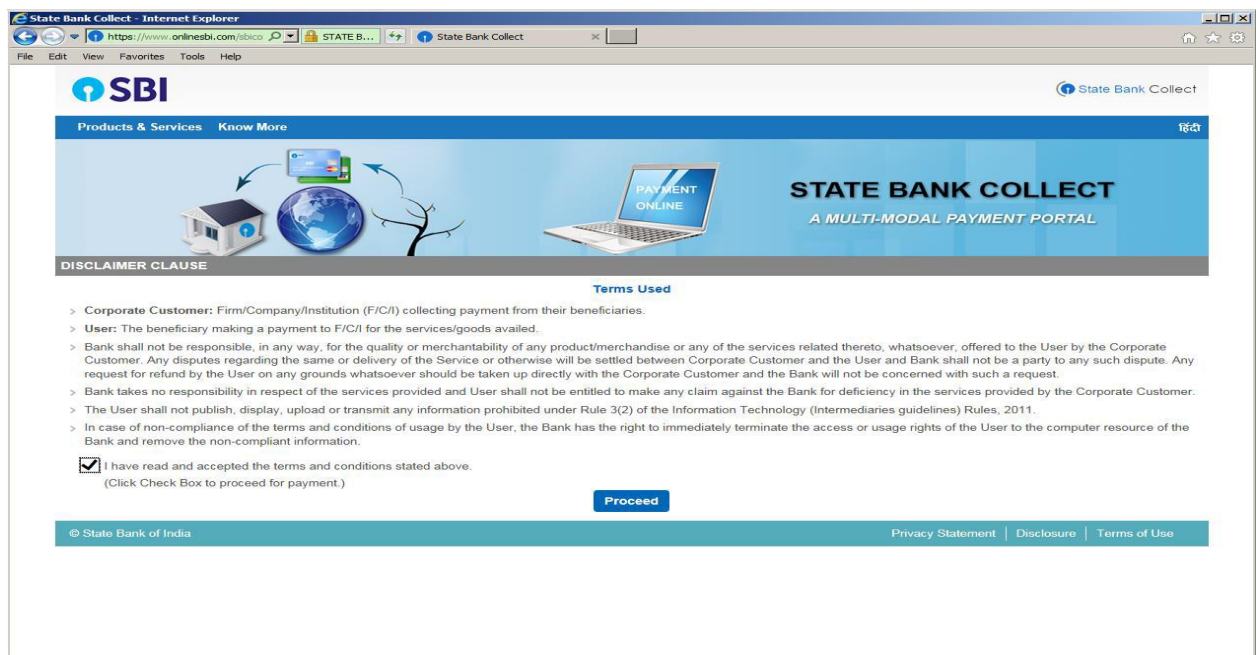 State Bank Collect - Internet Explorer
https://www.onlinesbi.com/sbico
STATE B...
State Bank Collect
File Edit View Favorites Tools Help
SBI
State Bank Collect
Products & Services Know More
हिंदी
PAYMENT
ONLINE
STATE BANK COLLECT
A MULTI-MODAL PAYMENT PORTAL
DISCLAIMER CLAUSE
Terms Used
> Corporate Customer: Firm/Company/Institution (F/C/I) collecting payment from their beneficiaries.
> User: The beneficiary making a payment to F/C/I for the services/goods availed.
> Bank shall not be responsible, in any way, for the quality or merchantability of any product/merchandise or any of the services related thereto, whatsoever, offered to the User by the Corporate
Customer. Any disputes regarding the same or delivery of the Service or otherwise will be settled between Corporate Customer and the User and Bank shall not be a party to any such dispute. Any
request for refund by the User on any grounds whatsoever should be taken up directly with the Corporate Customer and the Bank will not be concerned with such a request.
> Bank takes no responsibility in respect of the services provided and User shall not be entitled to make any claim against the Bank for deficiency in the services provided by the Corporate Customer.
> The User shall not publish, display, upload or transmit any information prohibited under Rule 3(2) of the Information Technology (Intermediaries guidelines) Rules, 2011.
> In case of non-compliance of the terms and conditions of usage by the User, the Bank has the right to immediately terminate the access or usage rights of the User to the computer resource of the
Bank and remove the non-compliant information.
I have read and accepted the terms and conditions stated above.
(Click Check Box to proceed for payment.)
Proceed
© State Bank of India
Privacy Statement | Disclosure | Terms of Use